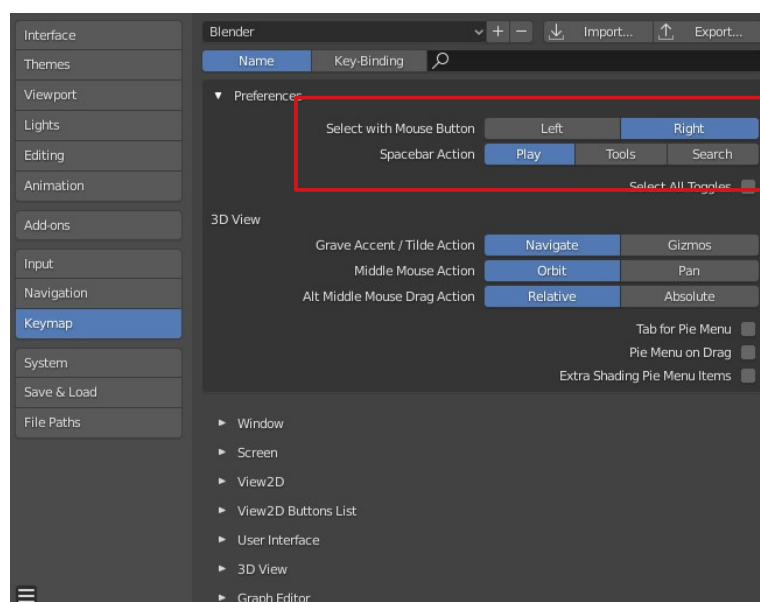 Interface
Themes
Viewport
Lights
Editing
Animation
Add-ons
Input
Navigation
Keymap
System
Save & Load
File Paths
Blender Import... Export...
Name Key-Binding
Preferences
Select with Mouse Button Left Right
Spacebar Action Play Tools Search
Select All Toggles
3D View
Grave Accent / Tilde Action Navigate Gizmos
Middle Mouse Action Orbit Pan
Alt Middle Mouse Drag Action Relative Absolute
Tab for Pie Menu
Pie Menu on Drag
Extra Shading Pie Menu Items
Window
Screen
View2D
View2D Buttons List
User Interface
3D View
Graph Editor